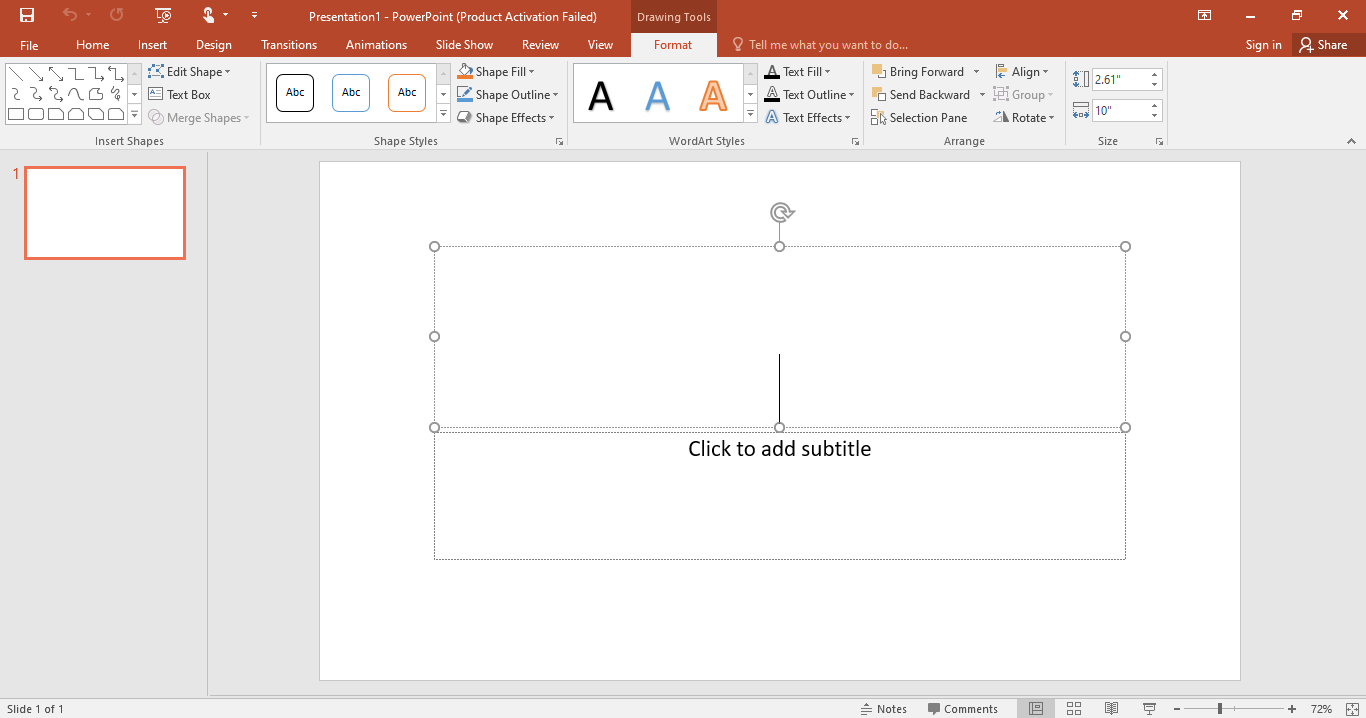 Presentation1 - PowerPoint (Product Activation Failed)
Drawing Tools
File Home Insert Design Transitions Animations Slide Show Review View Format Tell me what you want to do... Sign in Share
Edit Shape
Text Box
Merge Shapes
Insert Shapes
Abc Abc Abc
Shape Fill
Shape Outline
Shape Effects
Shape Styles
A A A
Text Fill
Text Outline
Text Effects
WordArt Styles
Bring Forward
Send Backward
Selection Pane
Align
Group
Rotate
Arrange
2.61"
10"
Size
1
Click to add subtitle
Slide 1 of 1
Notes Comments 72%